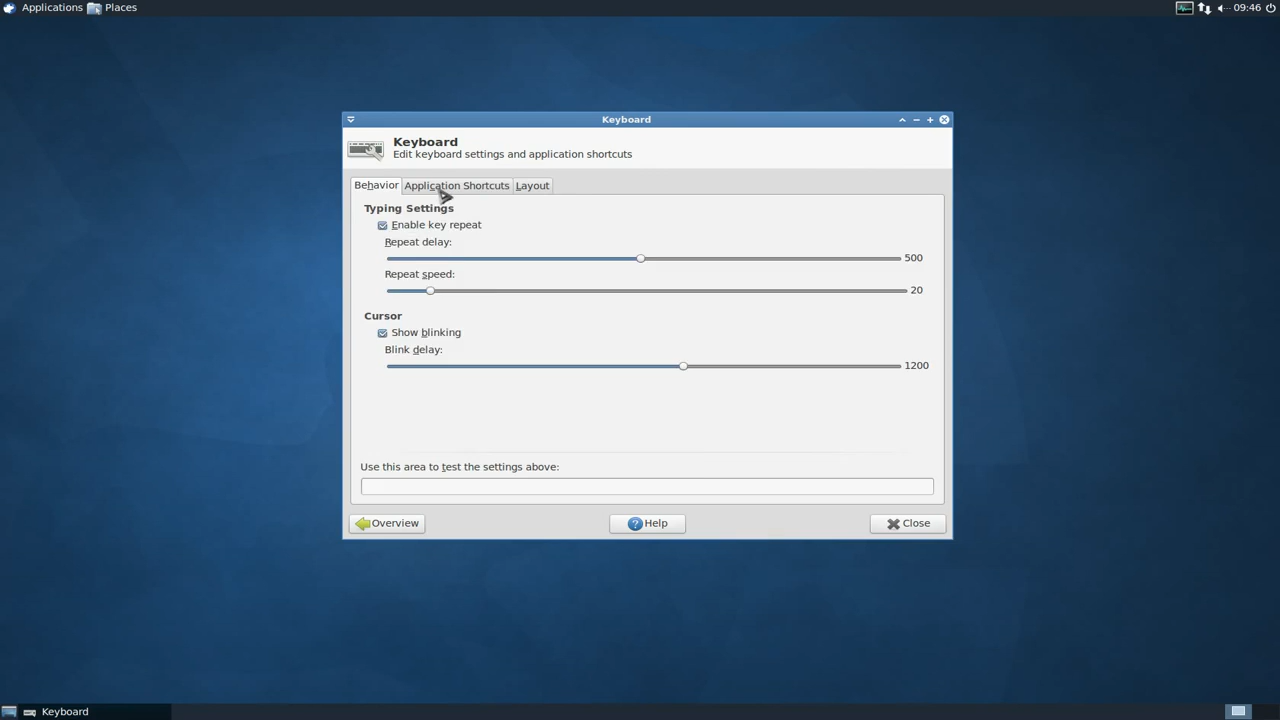 Applications Places 09:46
Keyboard
Keyboard
Edit keyboard settings and application shortcuts
Behavior Application Shortcuts Layout
Typing Settings
Enable key repeat
Repeat delay:
500
Repeat speed:
20
Cursor
Show blinking
Blink delay:
1200
Use this area to test the settings above:
Overview Help Close
Keyboard